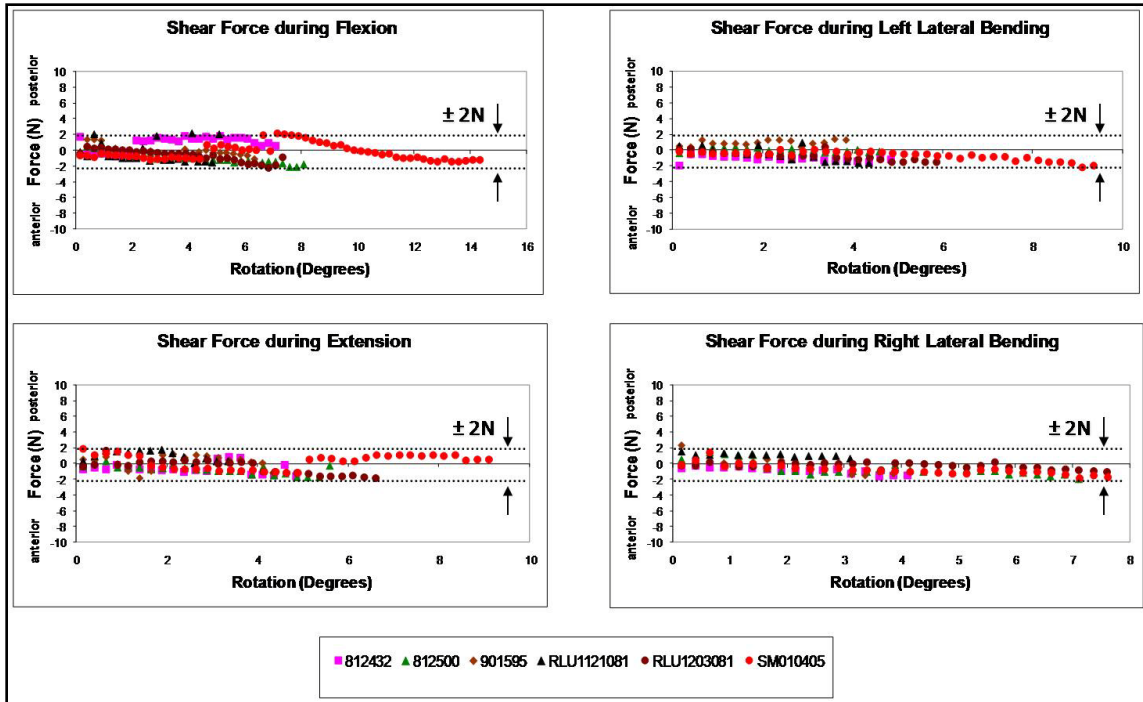 Shear Force during Flexion
Force (N) posterior
anterior
10
8
6
4
2
0
-2
-4
-6
-8
-10
± 2N
0 2 4 6 8 10 12 14 16
Rotation (Degrees)
Shear Force during Left Lateral Bending
Force (N) posterior
anterior
10
8
6
4
2
0
-2
-4
-6
-8
-10
± 2N
0 2 4 6 8 10
Rotation (Degrees)
Shear Force during Extension
Force (N) posterior
anterior
10
8
6
4
2
0
-2
-4
-6
-8
-10
± 2N
0 2 4 6 8 10
Rotation (Degrees)
Shear Force during Right Lateral Bending
Force (N) posterior
anterior
10
8
6
4
2
0
-2
-4
-6
-8
-10
± 2N
0 1 2 3 4 5 6 7 8
Rotation (Degrees)
812432 812500 901595 RLU1121081 RLU1203081 SM010405